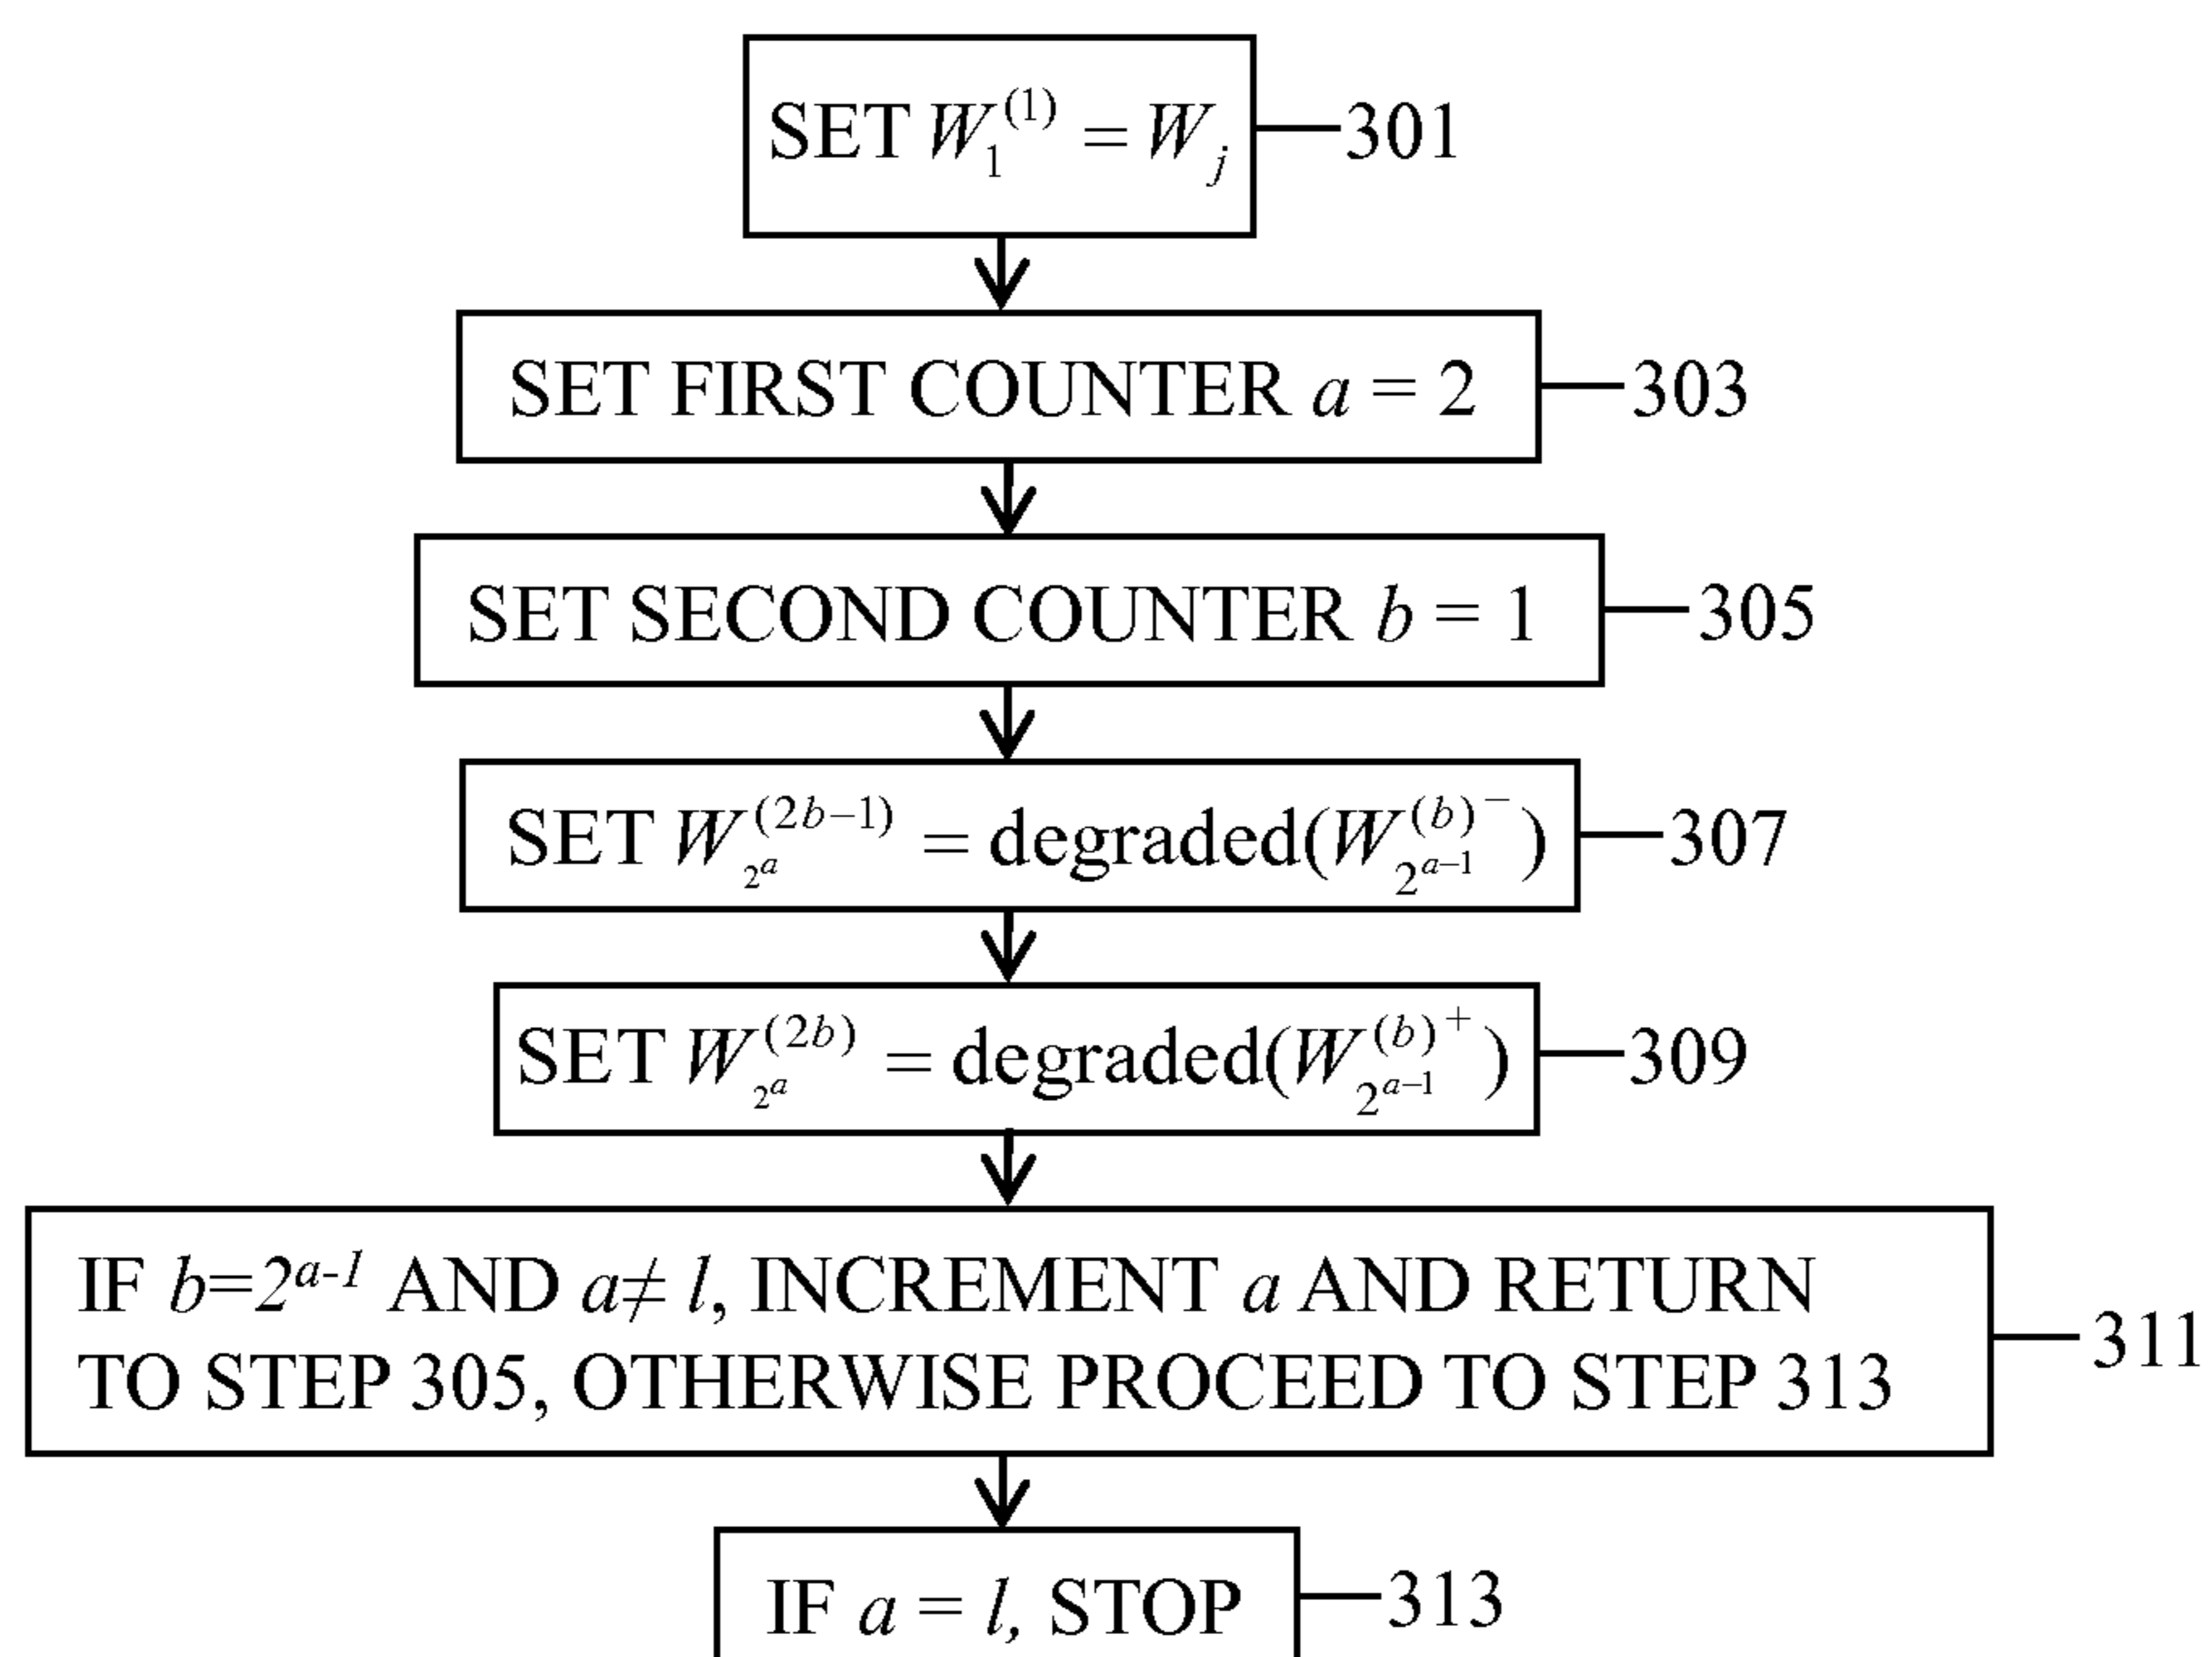 SET W_1^{(1)} = W_j
301
SET FIRST COUNTER a = 2
303
SET SECOND COUNTER b = 1
305
SET W_{2^a}^{(2b-1)} = degraded(W_{2^{a-1}}^{(b)^-})
307
SET W_{2^a}^{(2b)} = degraded(W_{2^{a-1}}^{(b)^+})
309
IF b=2^{a-1} AND a≠ l, INCREMENT a AND RETURN
TO STEP 305, OTHERWISE PROCEED TO STEP 313
311
IF a = l, STOP
313